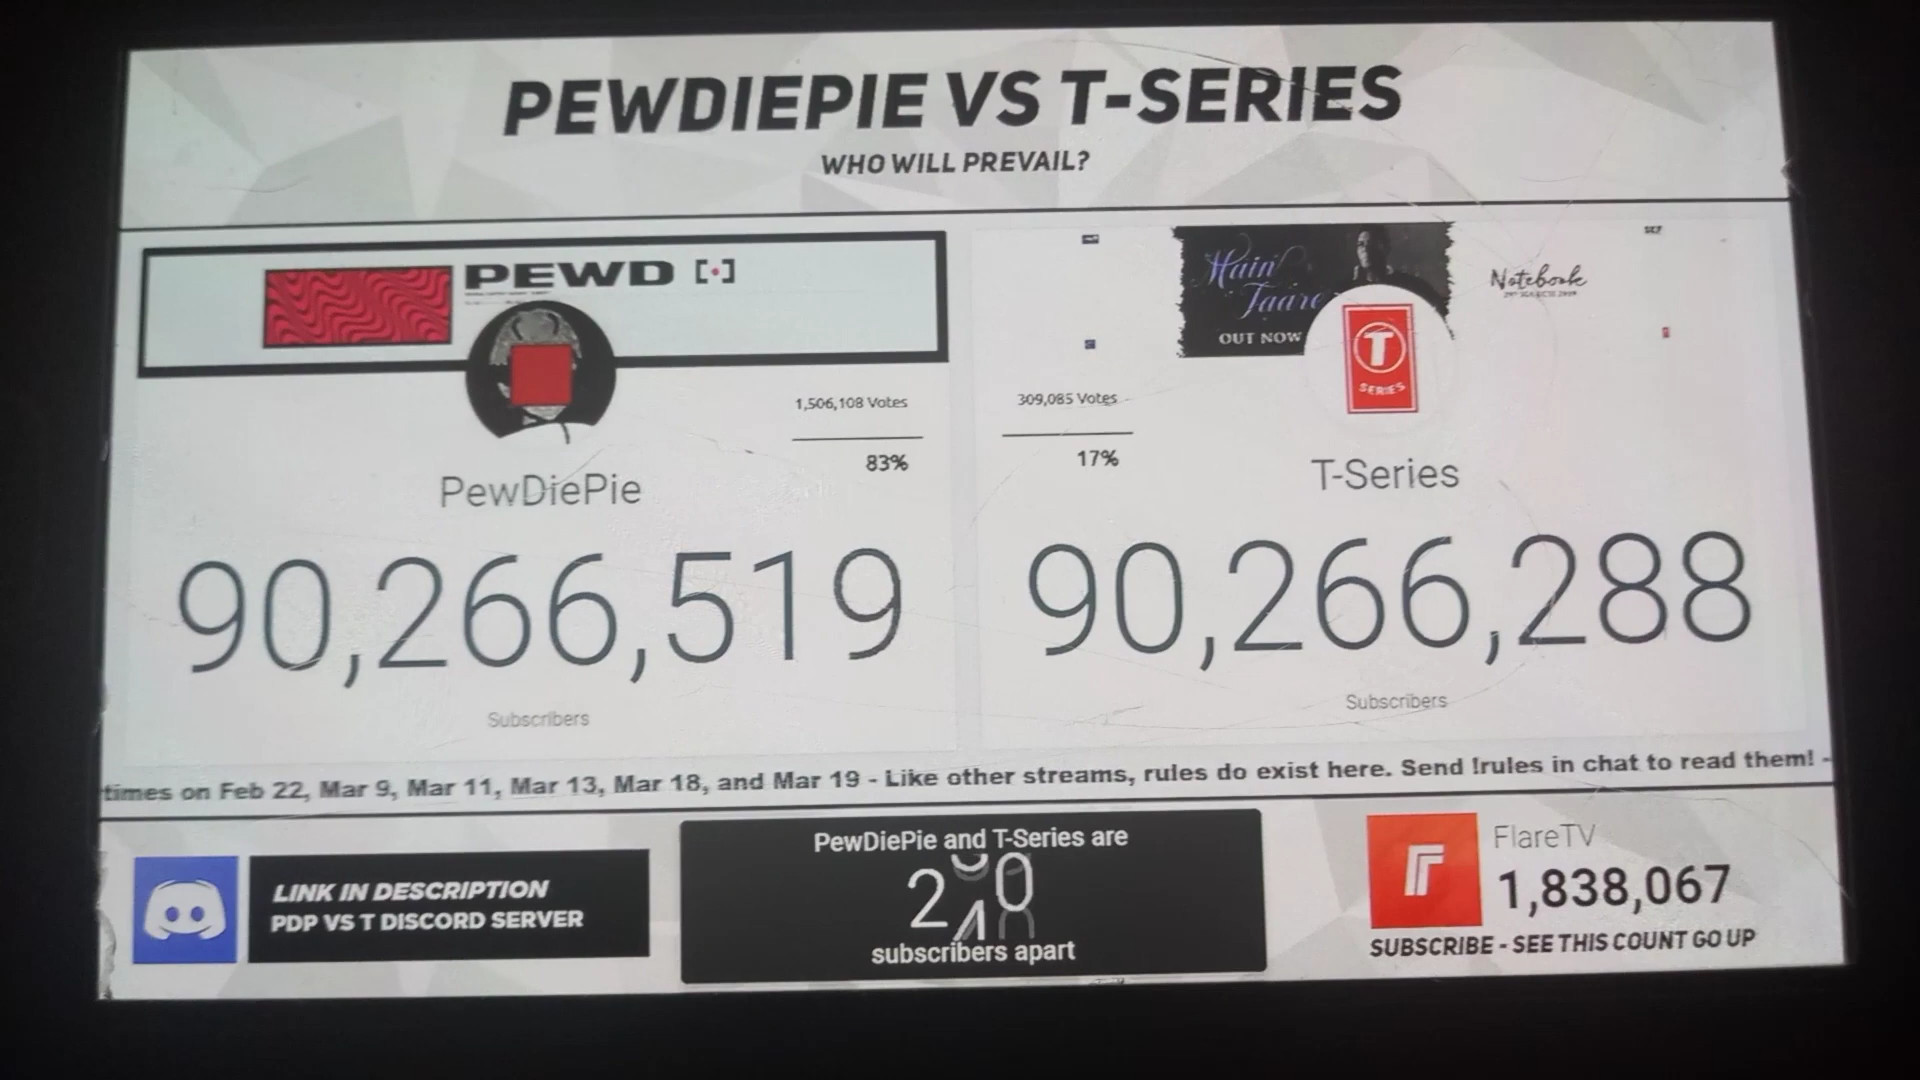 PEWDIEPIE VS T-SERIES
WHO WILL PREVAIL?
PEWD [·]
Main
Taare
OUT NOW
Notebook
T
SERIES
1,506,108 Votes
83%
309,085 Votes
17%
PewDiePie
T-Series
90,266,519
90,266,288
Subscribers
Subscribers
times on Feb 22, Mar 9, Mar 11, Mar 13, Mar 18, and Mar 19 - Like other streams, rules do exist here. Send !rules in chat to read them! -
LINK IN DESCRIPTION
PDP VS T DISCORD SERVER
PewDiePie and T-Series are
subscribers apart
FlareTV
1,838,067
SUBSCRIBE - SEE THIS COUNT GO UP